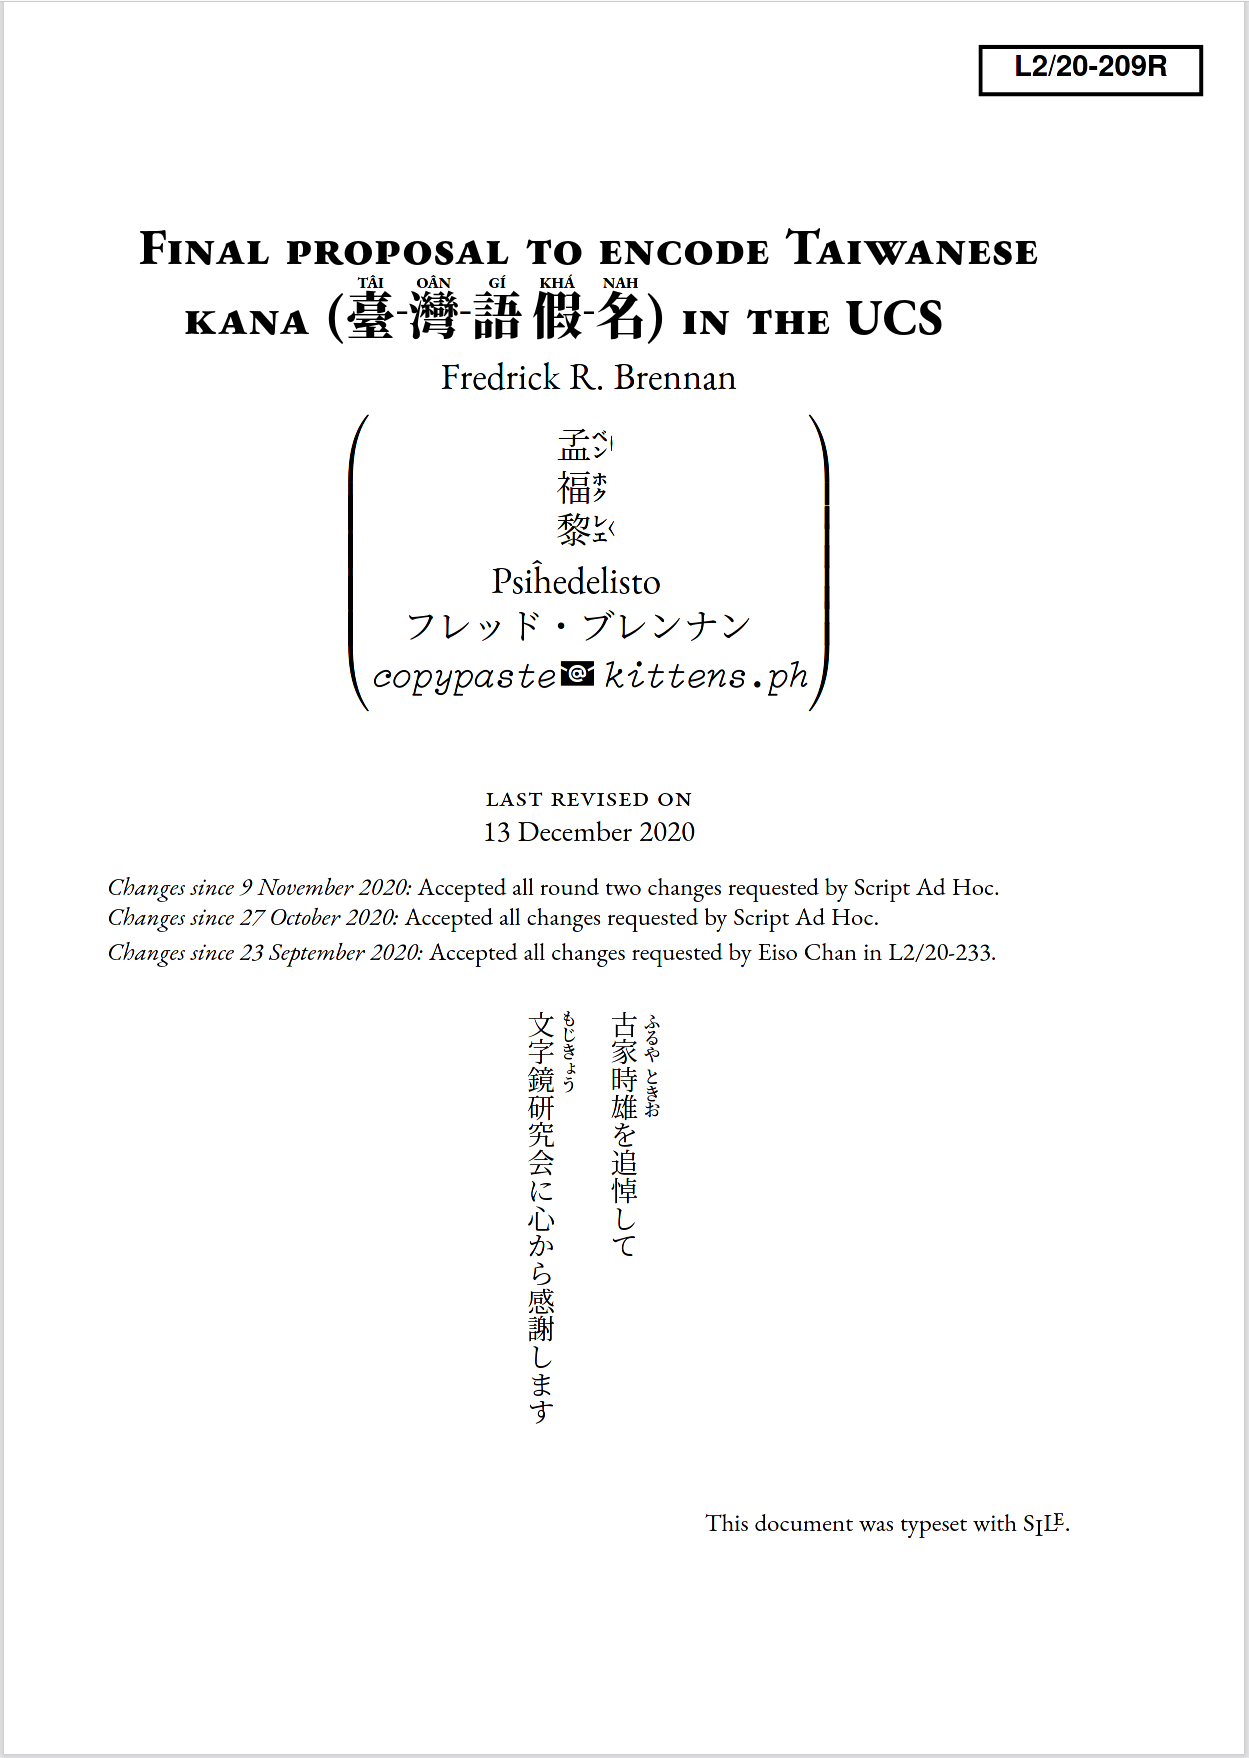 L2/20-209R
Final proposal to encode Taiwanese
TÂI OÂN GÍ KHÁ NAH
kana (臺-灣-語 假-名) in the UCS
Fredrick R. Brennan
孟ベン
福ホク
黎レエ
Psiĥedelisto
フレッド・ブレンナン
copypaste@kittens.ph
LAST REVISED ON
13 December 2020
Changes since 9 November 2020: Accepted all round two changes requested by Script Ad Hoc.
Changes since 27 October 2020: Accepted all changes requested by Script Ad Hoc.
Changes since 23 September 2020: Accepted all changes requested by Eiso Chan in L2/20-233.
ふるや ときお
古家時雄を追悼して
もじきょう
文字鏡研究会に心から感謝します
This document was typeset with SILE.